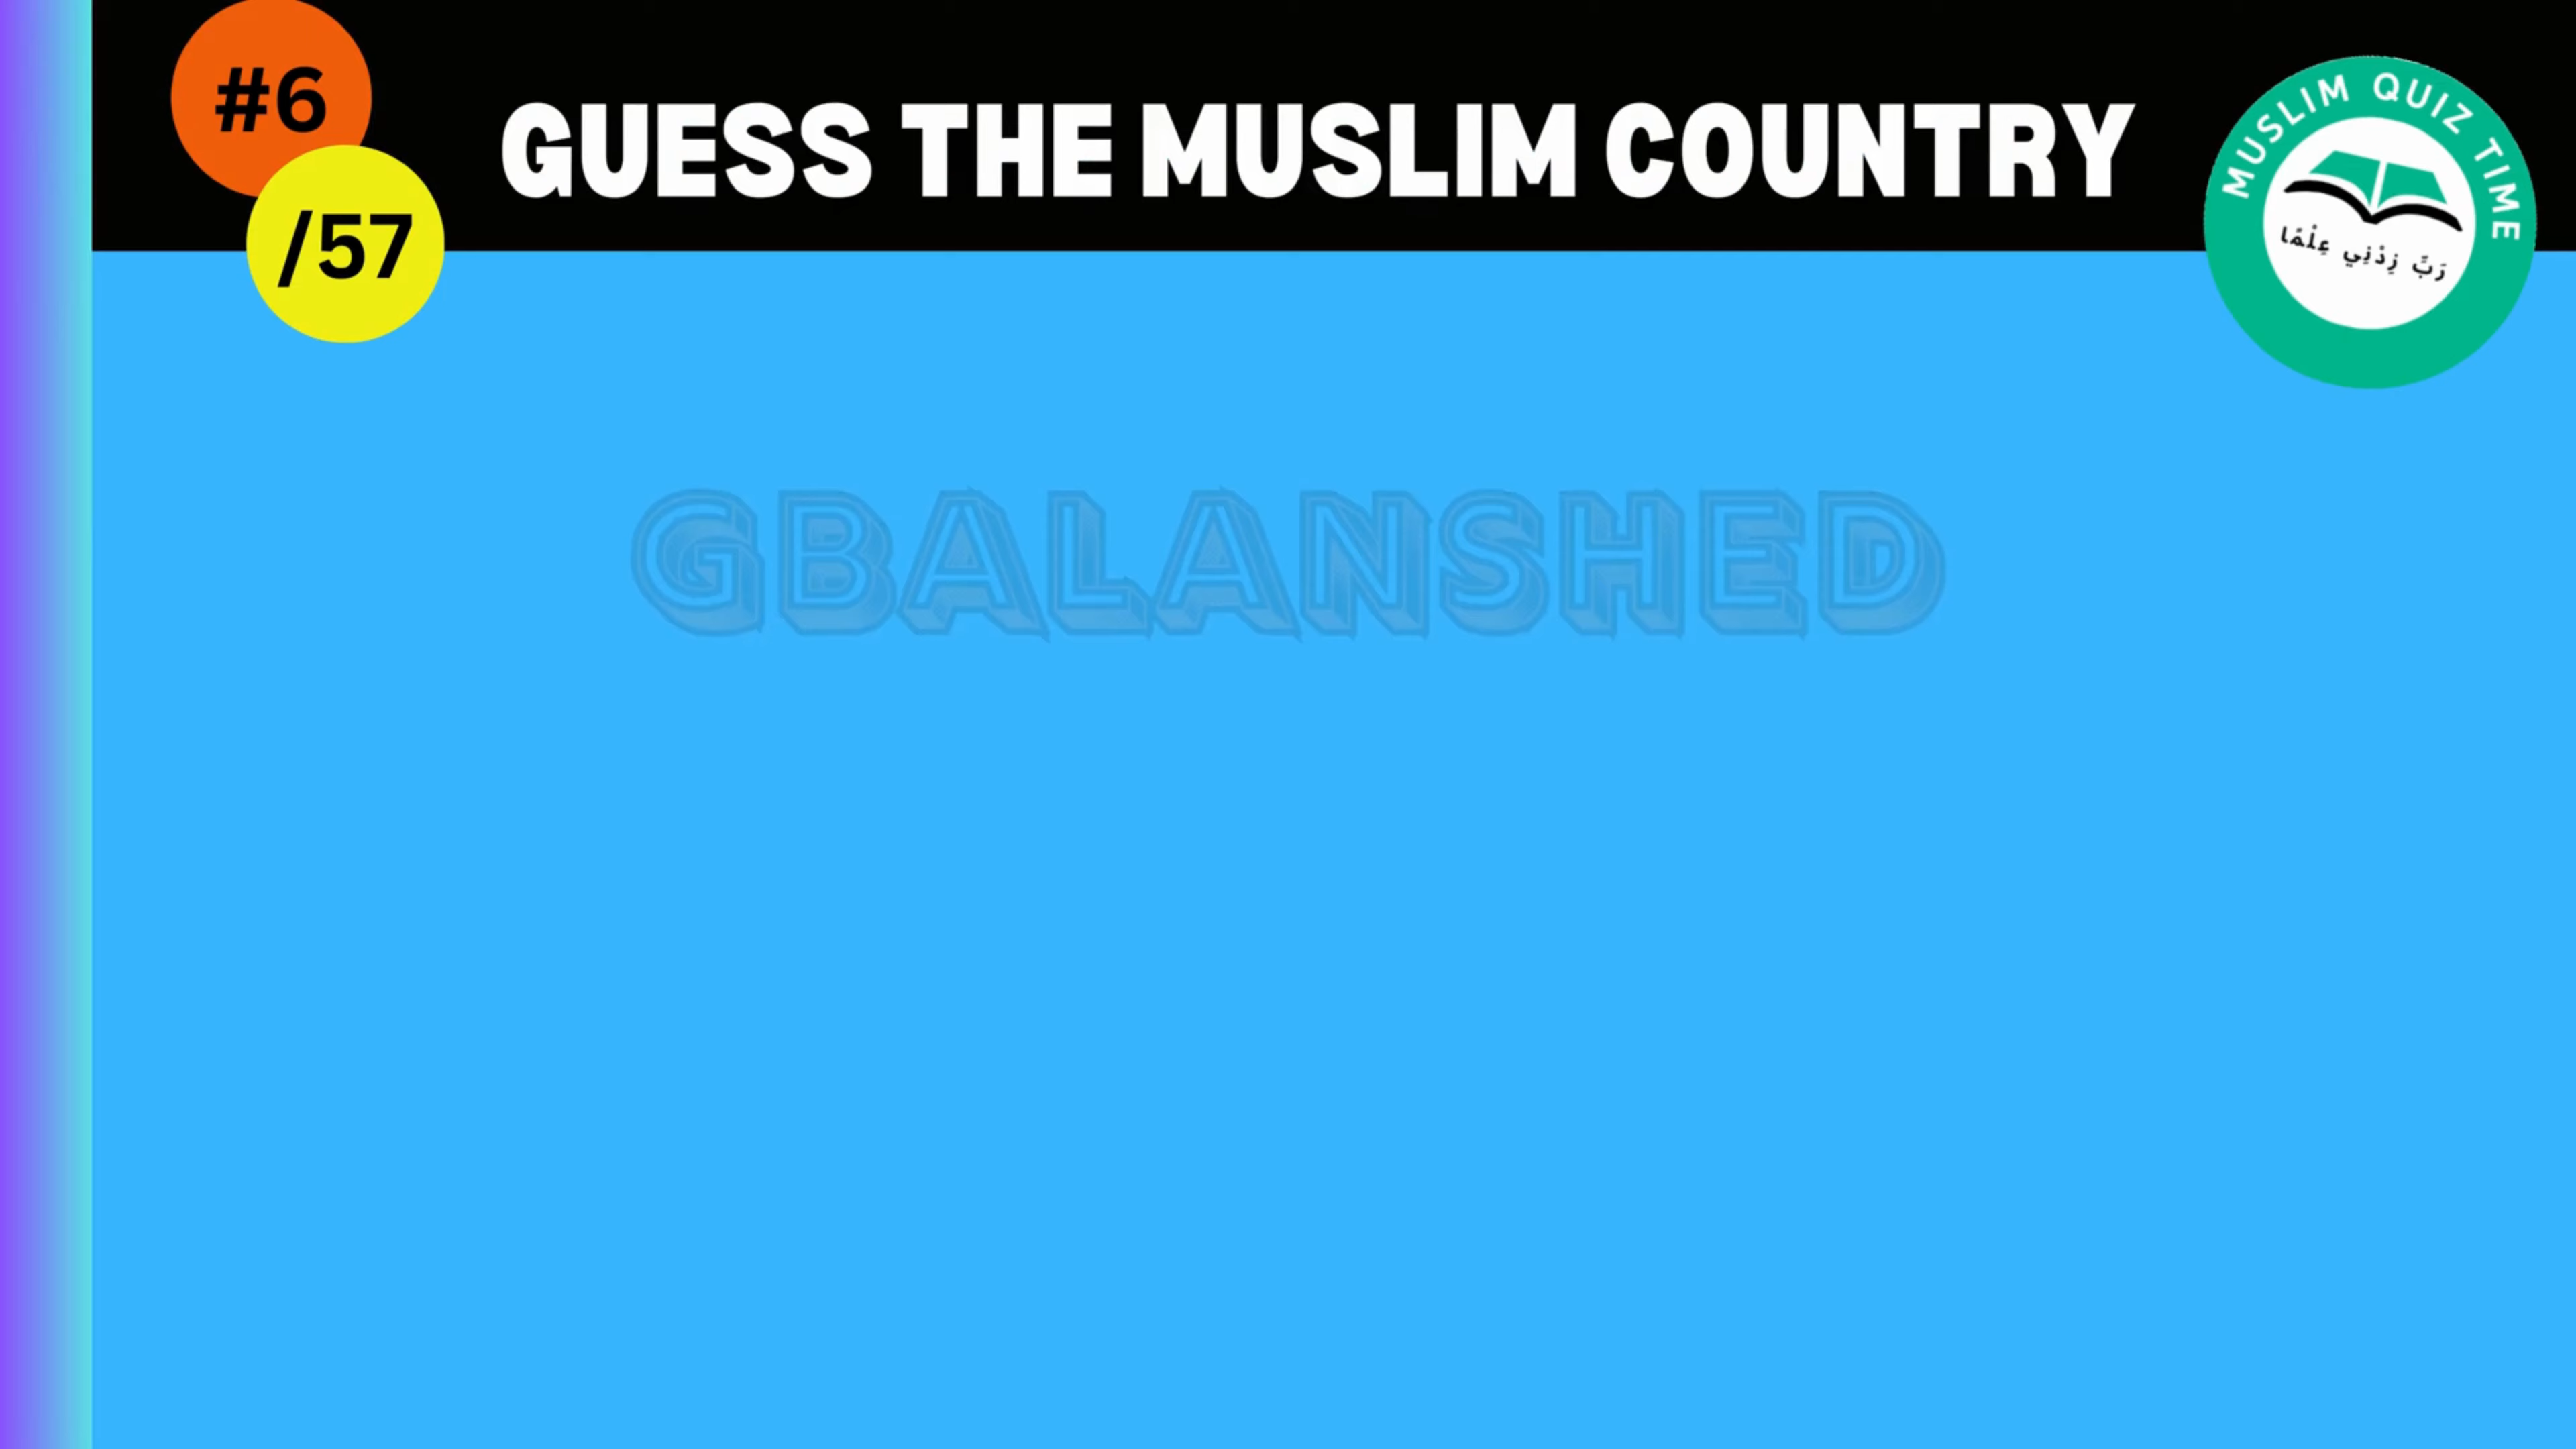 #6
/57
GUESS THE MUSLIM COUNTRY
MUSLIM QUIZ TIME
رَبِّ زِدْنِي عِلْمًا
GBALANSHED